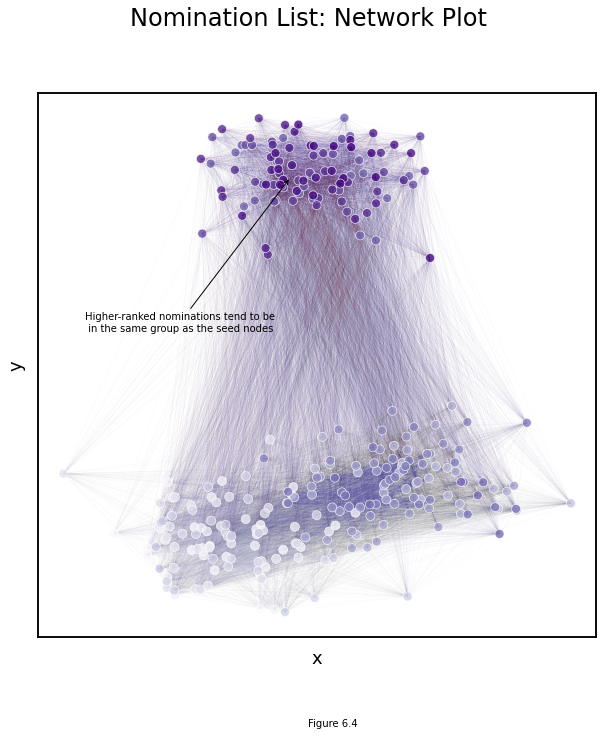 Nomination List: Network Plot
Higher-ranked nominations tend to be
in the same group as the seed nodes
y
x
Figure 6.4